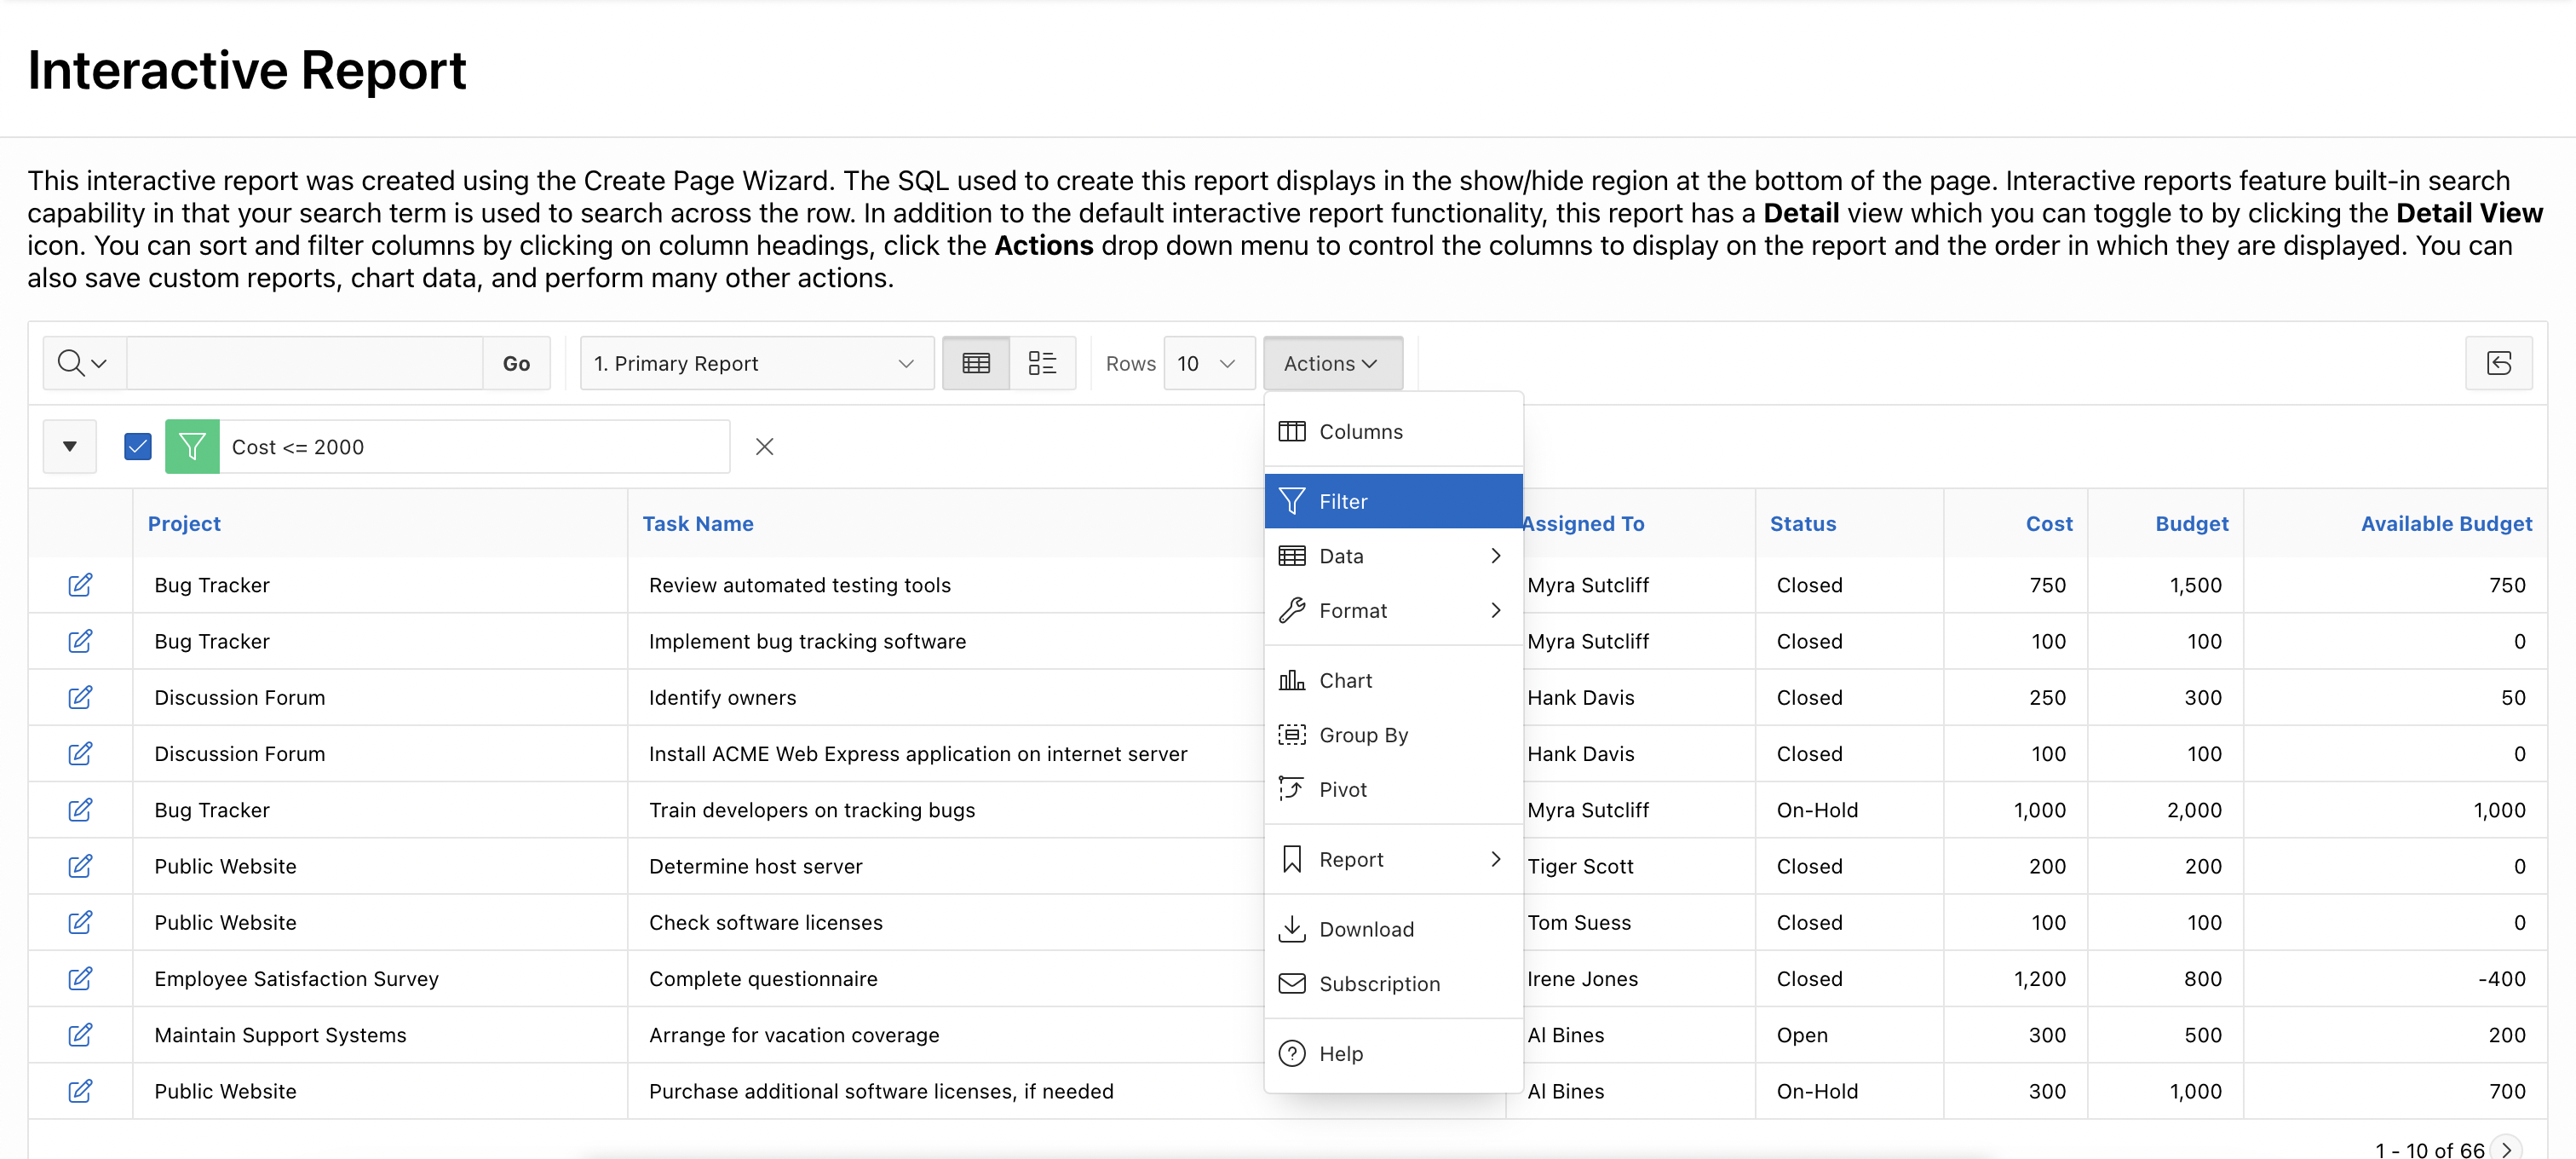 Interactive Report
This interactive report was created using the Create Page Wizard. The SQL used to create this report displays in the show/hide region at the bottom of the page. Interactive reports feature built-in search
capability in that your search term is used to search across the row. In addition to the default interactive report functionality, this report has a Detail view which you can toggle to by clicking the Detail View
icon. You can sort and filter columns by clicking on column headings, click the Actions drop down menu to control the columns to display on the report and the order in which they are displayed. You can
also save custom reports, chart data, and perform many other actions.
Go 1. Primary Report Rows 10 Actions
Cost <= 2000
Columns
Filter
Data
Format
Chart
Group By
Pivot
Report
Download
Subscription
Help
Project Task Name Assigned To Status Cost Budget Available Budget
Bug Tracker Review automated testing tools Myra Sutcliff Closed 750 1,500 750
Bug Tracker Implement bug tracking software Myra Sutcliff Closed 100 100 0
Discussion Forum Identify owners Hank Davis Closed 250 300 50
Discussion Forum Install ACME Web Express application on internet server Hank Davis Closed 100 100 0
Bug Tracker Train developers on tracking bugs Myra Sutcliff On-Hold 1,000 2,000 1,000
Public Website Determine host server Tiger Scott Closed 200 200 0
Public Website Check software licenses Tom Suess Closed 100 100 0
Employee Satisfaction Survey Complete questionnaire Irene Jones Closed 1,200 800 -400
Maintain Support Systems Arrange for vacation coverage Al Bines Open 300 500 200
Public Website Purchase additional software licenses, if needed Al Bines On-Hold 300 1,000 700
1 - 10 of 66